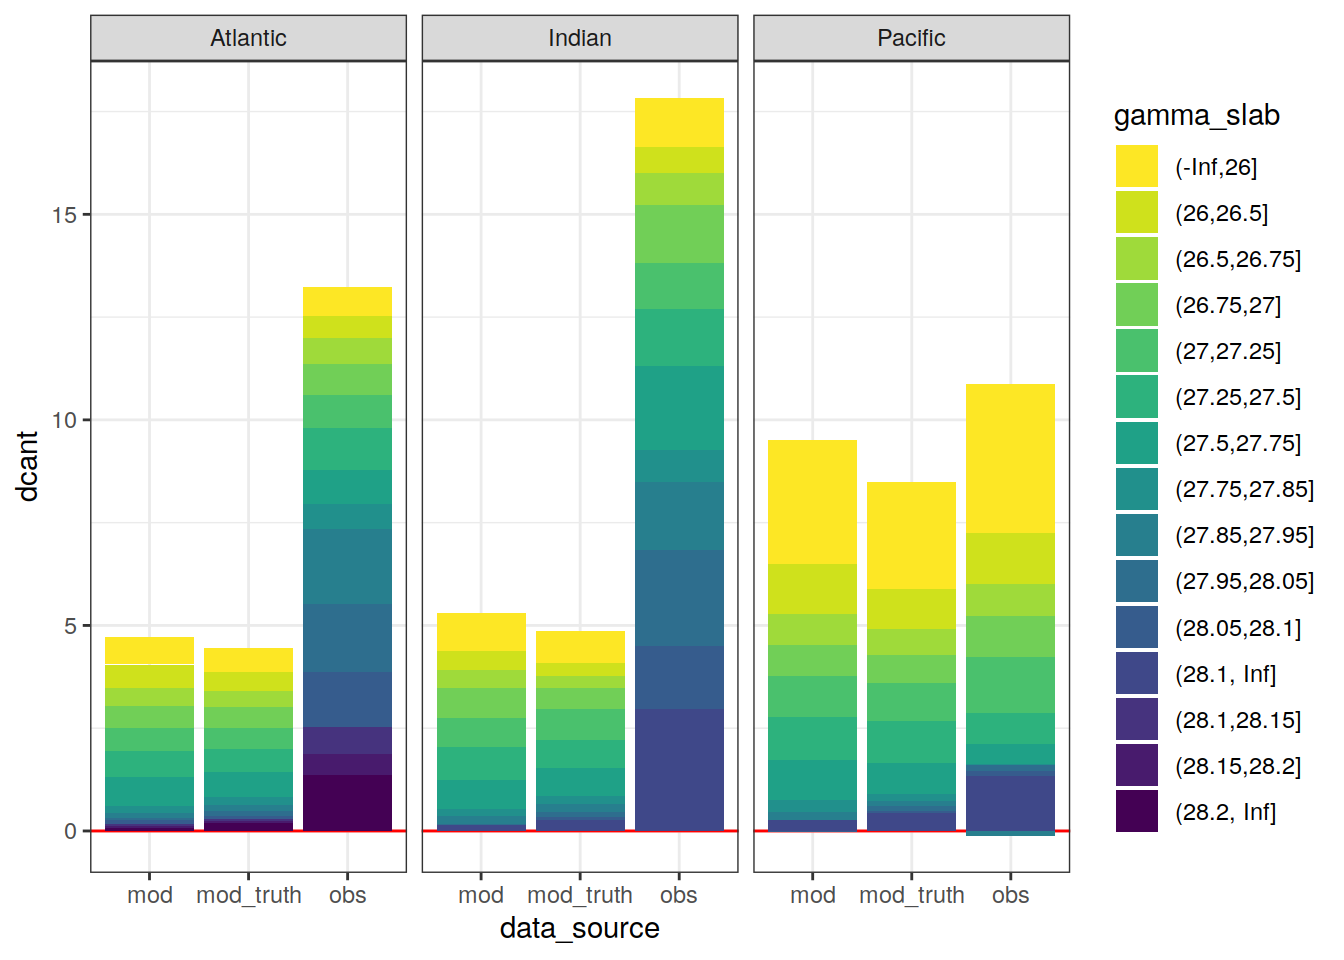 Atlantic
Indian
Pacific
dcant
15
10
5
0
mod
mod_truth
obs
mod
mod_truth
obs
mod
mod_truth
obs
data_source
gamma_slab
(-Inf,26]
(26,26.5]
(26.5,26.75]
(26.75,27]
(27,27.25]
(27.25,27.5]
(27.5,27.75]
(27.75,27.85]
(27.85,27.95]
(27.95,28.05]
(28.05,28.1]
(28.1, Inf]
(28.1,28.15]
(28.15,28.2]
(28.2, Inf]